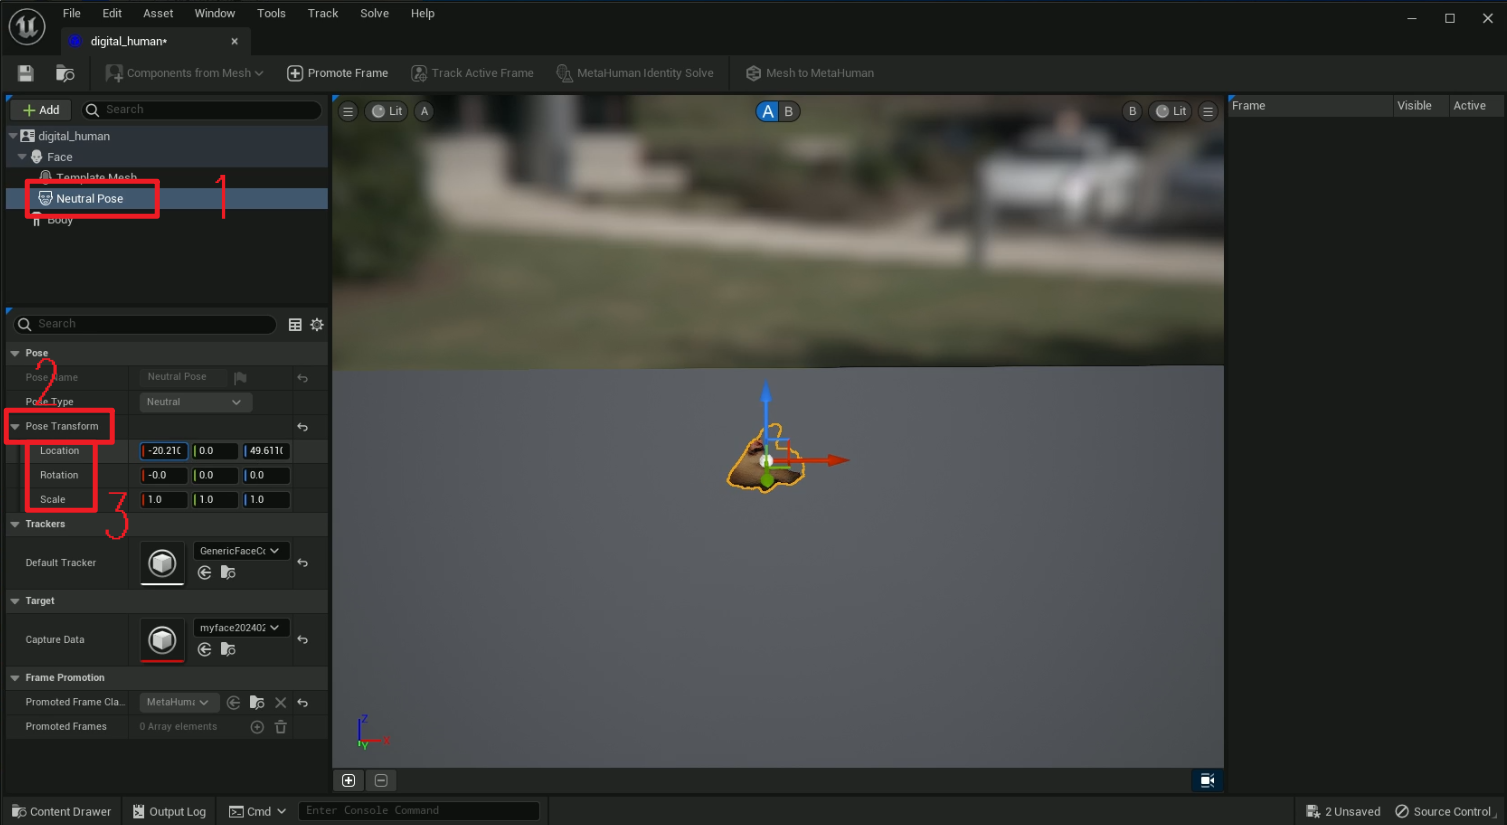 File Edit Asset Window Tools Track Solve Help
digital_human*
Components from Mesh Promote Frame Track Active Frame MetaHuman Identity Solve Mesh to MetaHuman
Add Search
digital_human
Face
Template Mesh
Neutral Pose
1
Body
Lit A
A B
B Lit
Frame Visible Active
Search
Pose
2
Pose Name Neutral Pose
Pose Type Neutral
Pose Transform
Location -20.210 0.0 49.611(
Rotation -0.0 0.0 0.0
Scale 1.0 1.0 1.0
3
Trackers
Default Tracker GenericFaceCo
Target
Capture Data myface202402
Frame Promotion
Promoted Frame Cla... MetaHuma
Promoted Frames 0 Array elements
Z
X
Y
Content Drawer Output Log Cmd Enter Console Command 2 Unsaved Source Control